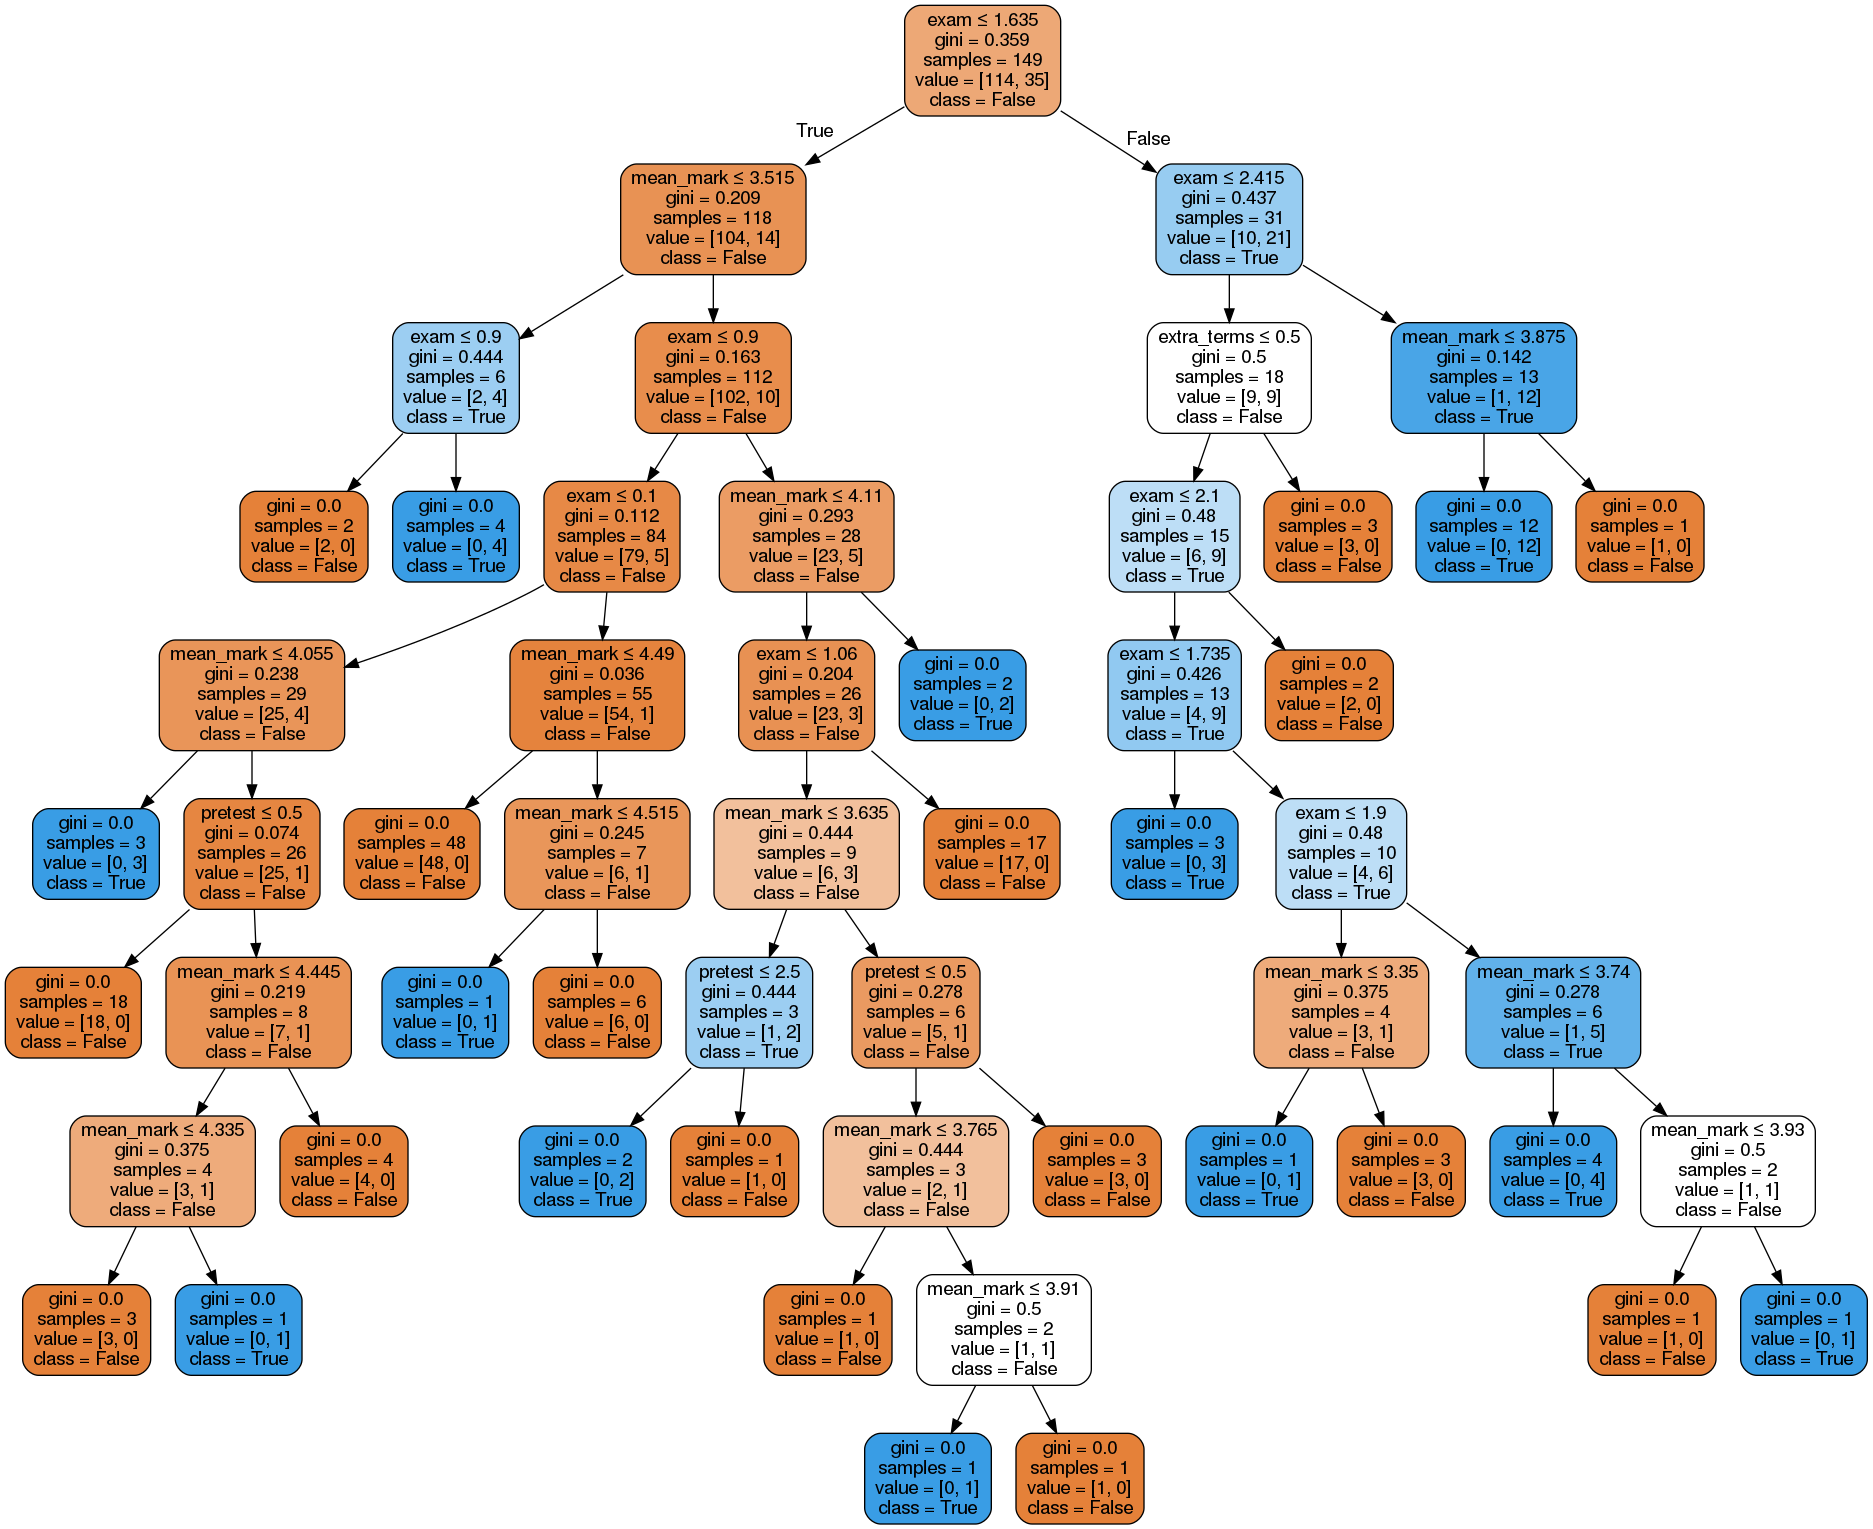 exam ≤ 1.635
gini = 0.359
samples = 149
value = [114, 35]
class = False
True
False
mean_mark ≤ 3.515
gini = 0.209
samples = 118
value = [104, 14]
class = False
exam ≤ 2.415
gini = 0.437
samples = 31
value = [10, 21]
class = True
exam ≤ 0.9
gini = 0.444
samples = 6
value = [2, 4]
class = True
exam ≤ 0.9
gini = 0.163
samples = 112
value = [102, 10]
class = False
extra_terms ≤ 0.5
gini = 0.5
samples = 18
value = [9, 9]
class = False
mean_mark ≤ 3.875
gini = 0.142
samples = 13
value = [1, 12]
class = True
gini = 0.0
samples = 2
value = [2, 0]
class = False
gini = 0.0
samples = 4
value = [0, 4]
class = True
exam ≤ 0.1
gini = 0.112
samples = 84
value = [79, 5]
class = False
mean_mark ≤ 4.11
gini = 0.293
samples = 28
value = [23, 5]
class = False
exam ≤ 2.1
gini = 0.48
samples = 15
value = [6, 9]
class = True
gini = 0.0
samples = 3
value = [3, 0]
class = False
gini = 0.0
samples = 12
value = [0, 12]
class = True
gini = 0.0
samples = 1
value = [1, 0]
class = False
mean_mark ≤ 4.055
gini = 0.238
samples = 29
value = [25, 4]
class = False
mean_mark ≤ 4.49
gini = 0.036
samples = 55
value = [54, 1]
class = False
exam ≤ 1.06
gini = 0.204
samples = 26
value = [23, 3]
class = False
gini = 0.0
samples = 2
value = [0, 2]
class = True
exam ≤ 1.735
gini = 0.426
samples = 13
value = [4, 9]
class = True
gini = 0.0
samples = 2
value = [2, 0]
class = False
gini = 0.0
samples = 3
value = [0, 3]
class = True
pretest ≤ 0.5
gini = 0.074
samples = 26
value = [25, 1]
class = False
gini = 0.0
samples = 48
value = [48, 0]
class = False
mean_mark ≤ 4.515
gini = 0.245
samples = 7
value = [6, 1]
class = False
mean_mark ≤ 3.635
gini = 0.444
samples = 9
value = [6, 3]
class = False
gini = 0.0
samples = 17
value = [17, 0]
class = False
gini = 0.0
samples = 3
value = [0, 3]
class = True
exam ≤ 1.9
gini = 0.48
samples = 10
value = [4, 6]
class = True
gini = 0.0
samples = 18
value = [18, 0]
class = False
mean_mark ≤ 4.445
gini = 0.219
samples = 8
value = [7, 1]
class = False
gini = 0.0
samples = 1
value = [0, 1]
class = True
gini = 0.0
samples = 6
value = [6, 0]
class = False
pretest ≤ 2.5
gini = 0.444
samples = 3
value = [1, 2]
class = True
pretest ≤ 0.5
gini = 0.278
samples = 6
value = [5, 1]
class = False
mean_mark ≤ 3.35
gini = 0.375
samples = 4
value = [3, 1]
class = False
mean_mark ≤ 3.74
gini = 0.278
samples = 6
value = [1, 5]
class = True
mean_mark ≤ 4.335
gini = 0.375
samples = 4
value = [3, 1]
class = False
gini = 0.0
samples = 4
value = [4, 0]
class = False
gini = 0.0
samples = 2
value = [0, 2]
class = True
gini = 0.0
samples = 1
value = [1, 0]
class = False
mean_mark ≤ 3.765
gini = 0.444
samples = 3
value = [2, 1]
class = False
gini = 0.0
samples = 3
value = [3, 0]
class = False
gini = 0.0
samples = 1
value = [0, 1]
class = True
gini = 0.0
samples = 3
value = [3, 0]
class = False
gini = 0.0
samples = 4
value = [0, 4]
class = True
mean_mark ≤ 3.93
gini = 0.5
samples = 2
value = [1, 1]
class = False
gini = 0.0
samples = 3
value = [3, 0]
class = False
gini = 0.0
samples = 1
value = [0, 1]
class = True
gini = 0.0
samples = 1
value = [1, 0]
class = False
mean_mark ≤ 3.91
gini = 0.5
samples = 2
value = [1, 1]
class = False
gini = 0.0
samples = 1
value = [1, 0]
class = False
gini = 0.0
samples = 1
value = [0, 1]
class = True
gini = 0.0
samples = 1
value = [0, 1]
class = True
gini = 0.0
samples = 1
value = [1, 0]
class = False